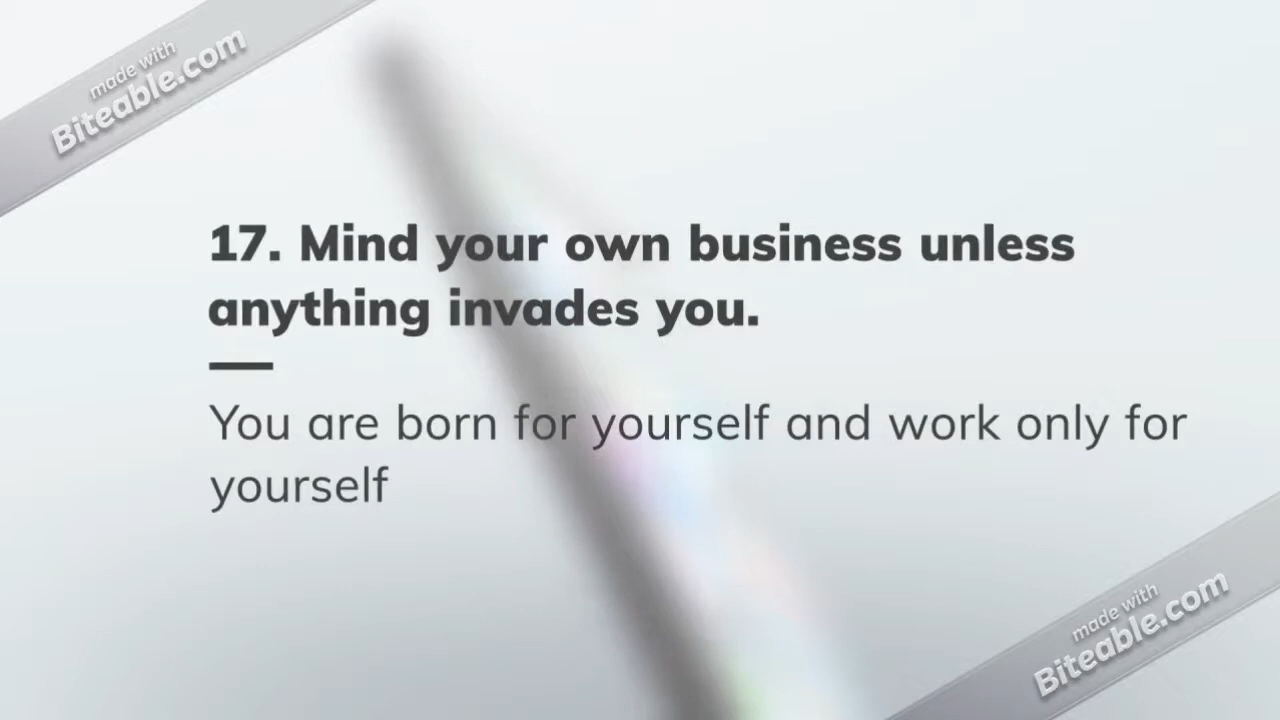 made with
Biteable.com
17. Mind your own business unless
anything invades you.
You are born for yourself and work only for
yourself
made with
Biteable.com